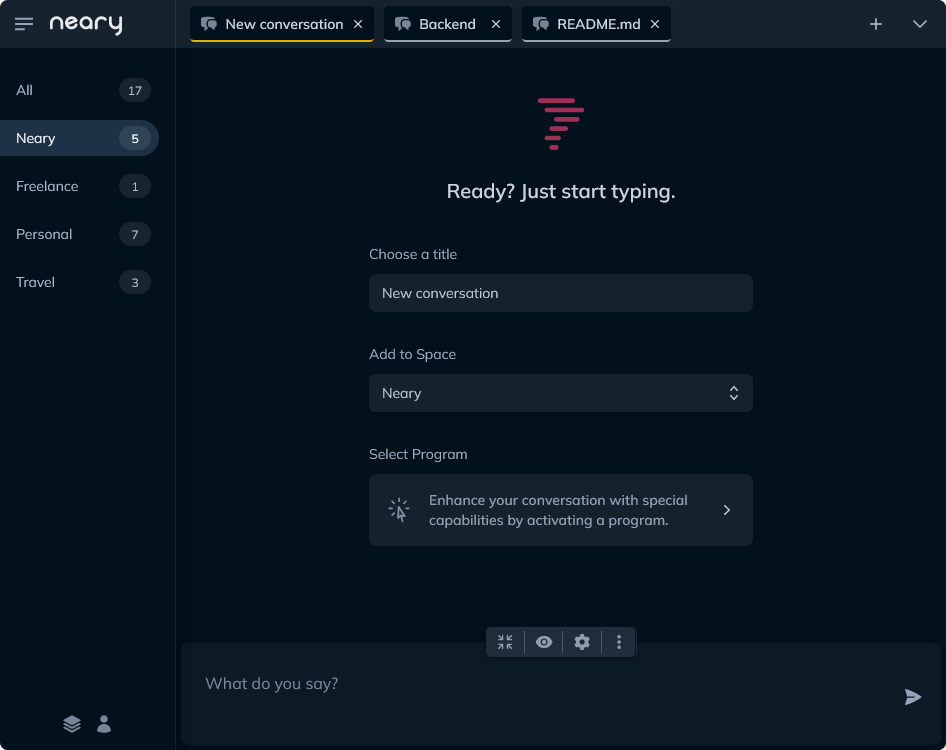 neary
New conversation
Backend
README.md
All
17
Neary
5
Freelance
1
Personal
7
Travel
3
Ready? Just start typing.
Choose a title
New conversation
Add to Space
Neary
Select Program
Enhance your conversation with special
capabilities by activating a program.
What do you say?